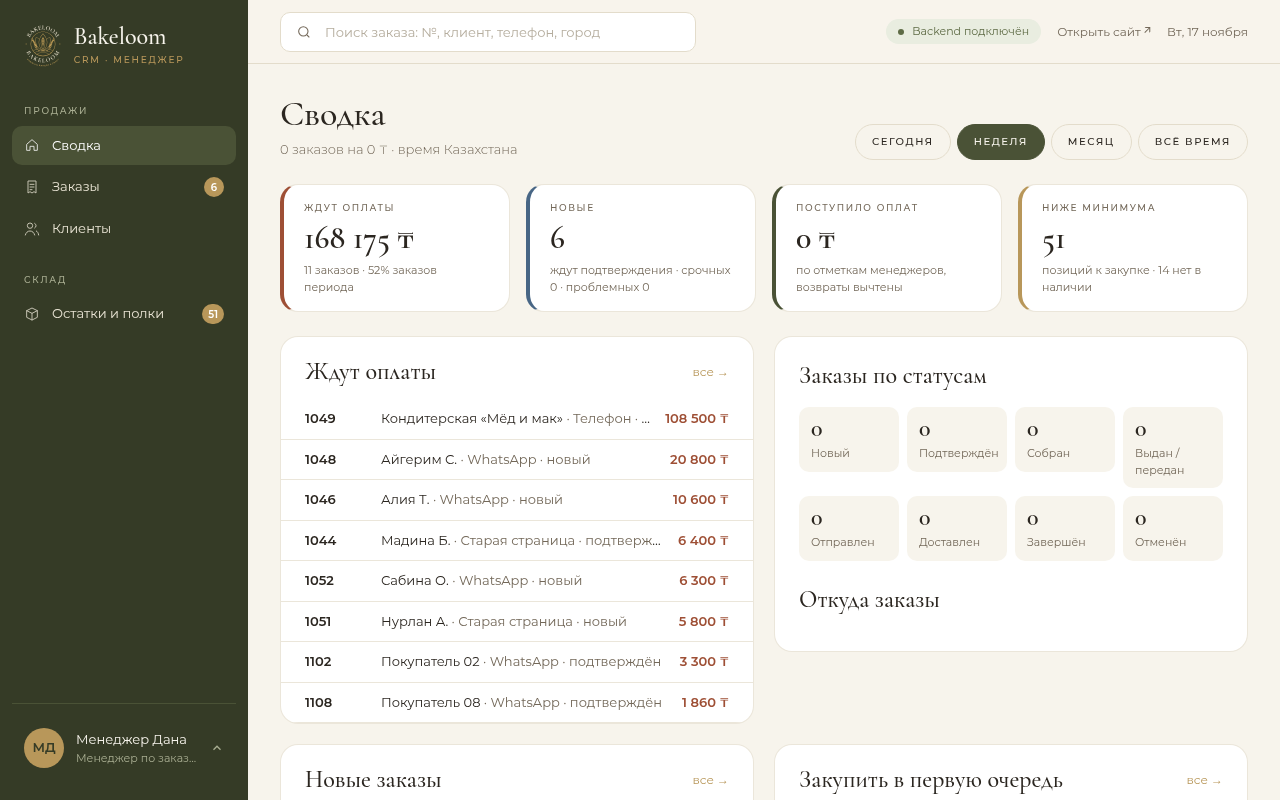 Bakeloom
CRM · МЕНЕДЖЕР
ПРОДАЖИ
Сводка
Заказы
6
Клиенты
СКЛАД
Остатки и полки
51
МД
Менеджер Дана
Менеджер по заказ...
Поиск заказа: №, клиент, телефон, город
Backend подключён
Открыть сайт ↗
Вт, 17 ноября
Сводка
0 заказов на 0 ₸ · время Казахстана
СЕГОДНЯ
НЕДЕЛЯ
МЕСЯЦ
ВСЁ ВРЕМЯ
ЖДУТ ОПЛАТЫ
168 175 ₸
11 заказов · 52% заказов
периода
НОВЫЕ
6
ждут подтверждения · срочных
0 · проблемных 0
ПОСТУПИЛО ОПЛАТ
0 ₸
по отметкам менеджеров,
возвраты вычтены
НИЖЕ МИНИМУМА
51
позиций к закупке · 14 нет в
наличии
Ждут оплаты
все →
1049 Кондитерская «Мёд и мак» · Телефон · ... 108 500 ₸
1048 Айгерим С. · WhatsApp · новый 20 800 ₸
1046 Алия Т. · WhatsApp · новый 10 600 ₸
1044 Мадина Б. · Старая страница · подтверж... 6 400 ₸
1052 Сабина О. · WhatsApp · новый 6 300 ₸
1051 Нурлан А. · Старая страница · новый 5 800 ₸
1102 Покупатель 02 · WhatsApp · подтверждён 3 300 ₸
1108 Покупатель 08 · WhatsApp · подтверждён 1 860 ₸
Заказы по статусам
0
Новый
0
Подтверждён
0
Собран
0
Выдан /
передан
0
Отправлен
0
Доставлен
0
Завершён
0
Отменён
Откуда заказы
Новые заказы
все →
Закупить в первую очередь
все →